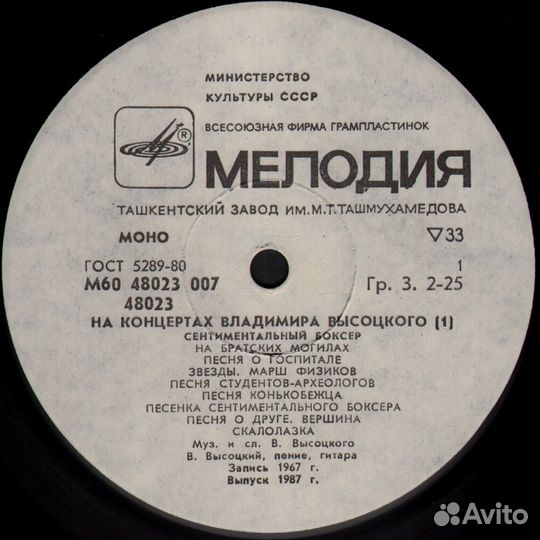 МИНИСТЕРСТВО
КУЛЬТУРЫ СССР
ВСЕСОЮЗНАЯ ФИРМА ГРАМПЛАСТИНОК
®
МЕЛОДИЯ
ТАШКЕНТСКИЙ ЗАВОД ИМ.М.Т.ТАШМУХАМЕДОВА
МОНО ▽33
ГОСТ 5289-80 1
М60 48023 007 Гр. 3. 2-25
48023
НА КОНЦЕРТАХ ВЛАДИМИРА ВЫСОЦКОГО (1)
СЕНТИМЕНТАЛЬНЫЙ БОКСЕР
НА БРАТСКИХ МОГИЛАХ
ПЕСНЯ О ГОСПИТАЛЕ
ЗВЕЗДЫ. МАРШ ФИЗИКОВ
ПЕСНЯ СТУДЕНТОВ-АРХЕОЛОГОВ
ПЕСНЯ КОНЬКОБЕЖЦА
ПЕСЕНКА СЕНТИМЕНТАЛЬНОГО БОКСЕРА
ПЕСНЯ О ДРУГЕ. ВЕРШИНА
СКАЛОЛАЗКА
Муз. и сл. В. Высоцкого
В. Высоцкий, пение, гитара
Запись 1967 г.
Выпуск 1987 г.
Avito